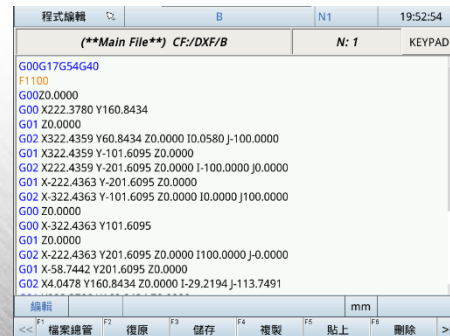 程式編輯 B N1 19:52:54
(**Main File**) CF:/DXF/B N: 1 KEYPAD
G00G17G54G40
F1100
G00Z0.0000
G00 X222.3780 Y160.8434
G01 Z0.0000
G02 X322.4359 Y60.8434 Z0.0000 I0.0580 J-100.0000
G01 X322.4359 Y-101.6095 Z0.0000
G02 X222.4359 Y-201.6095 Z0.0000 I-100.0000 J0.0000
G01 X-222.4363 Y-201.6095 Z0.0000
G02 X-322.4363 Y-101.6095 Z0.0000 I0.0000 J100.0000
G00 Z0.0000
G00 X-322.4363 Y101.6095
G01 Z0.0000
G02 X-222.4363 Y201.6095 Z0.0000 I100.0000 J-0.0000
G01 X-58.7442 Y201.6095 Z0.0000
G02 X4.0478 Y160.8434 Z0.0000 I-29.2194 J-113.7491
編輯 mm
<< F1 檔案總管 F2 復原 F3 儲存 F4 複製 F5 貼上 F6 刪除 >